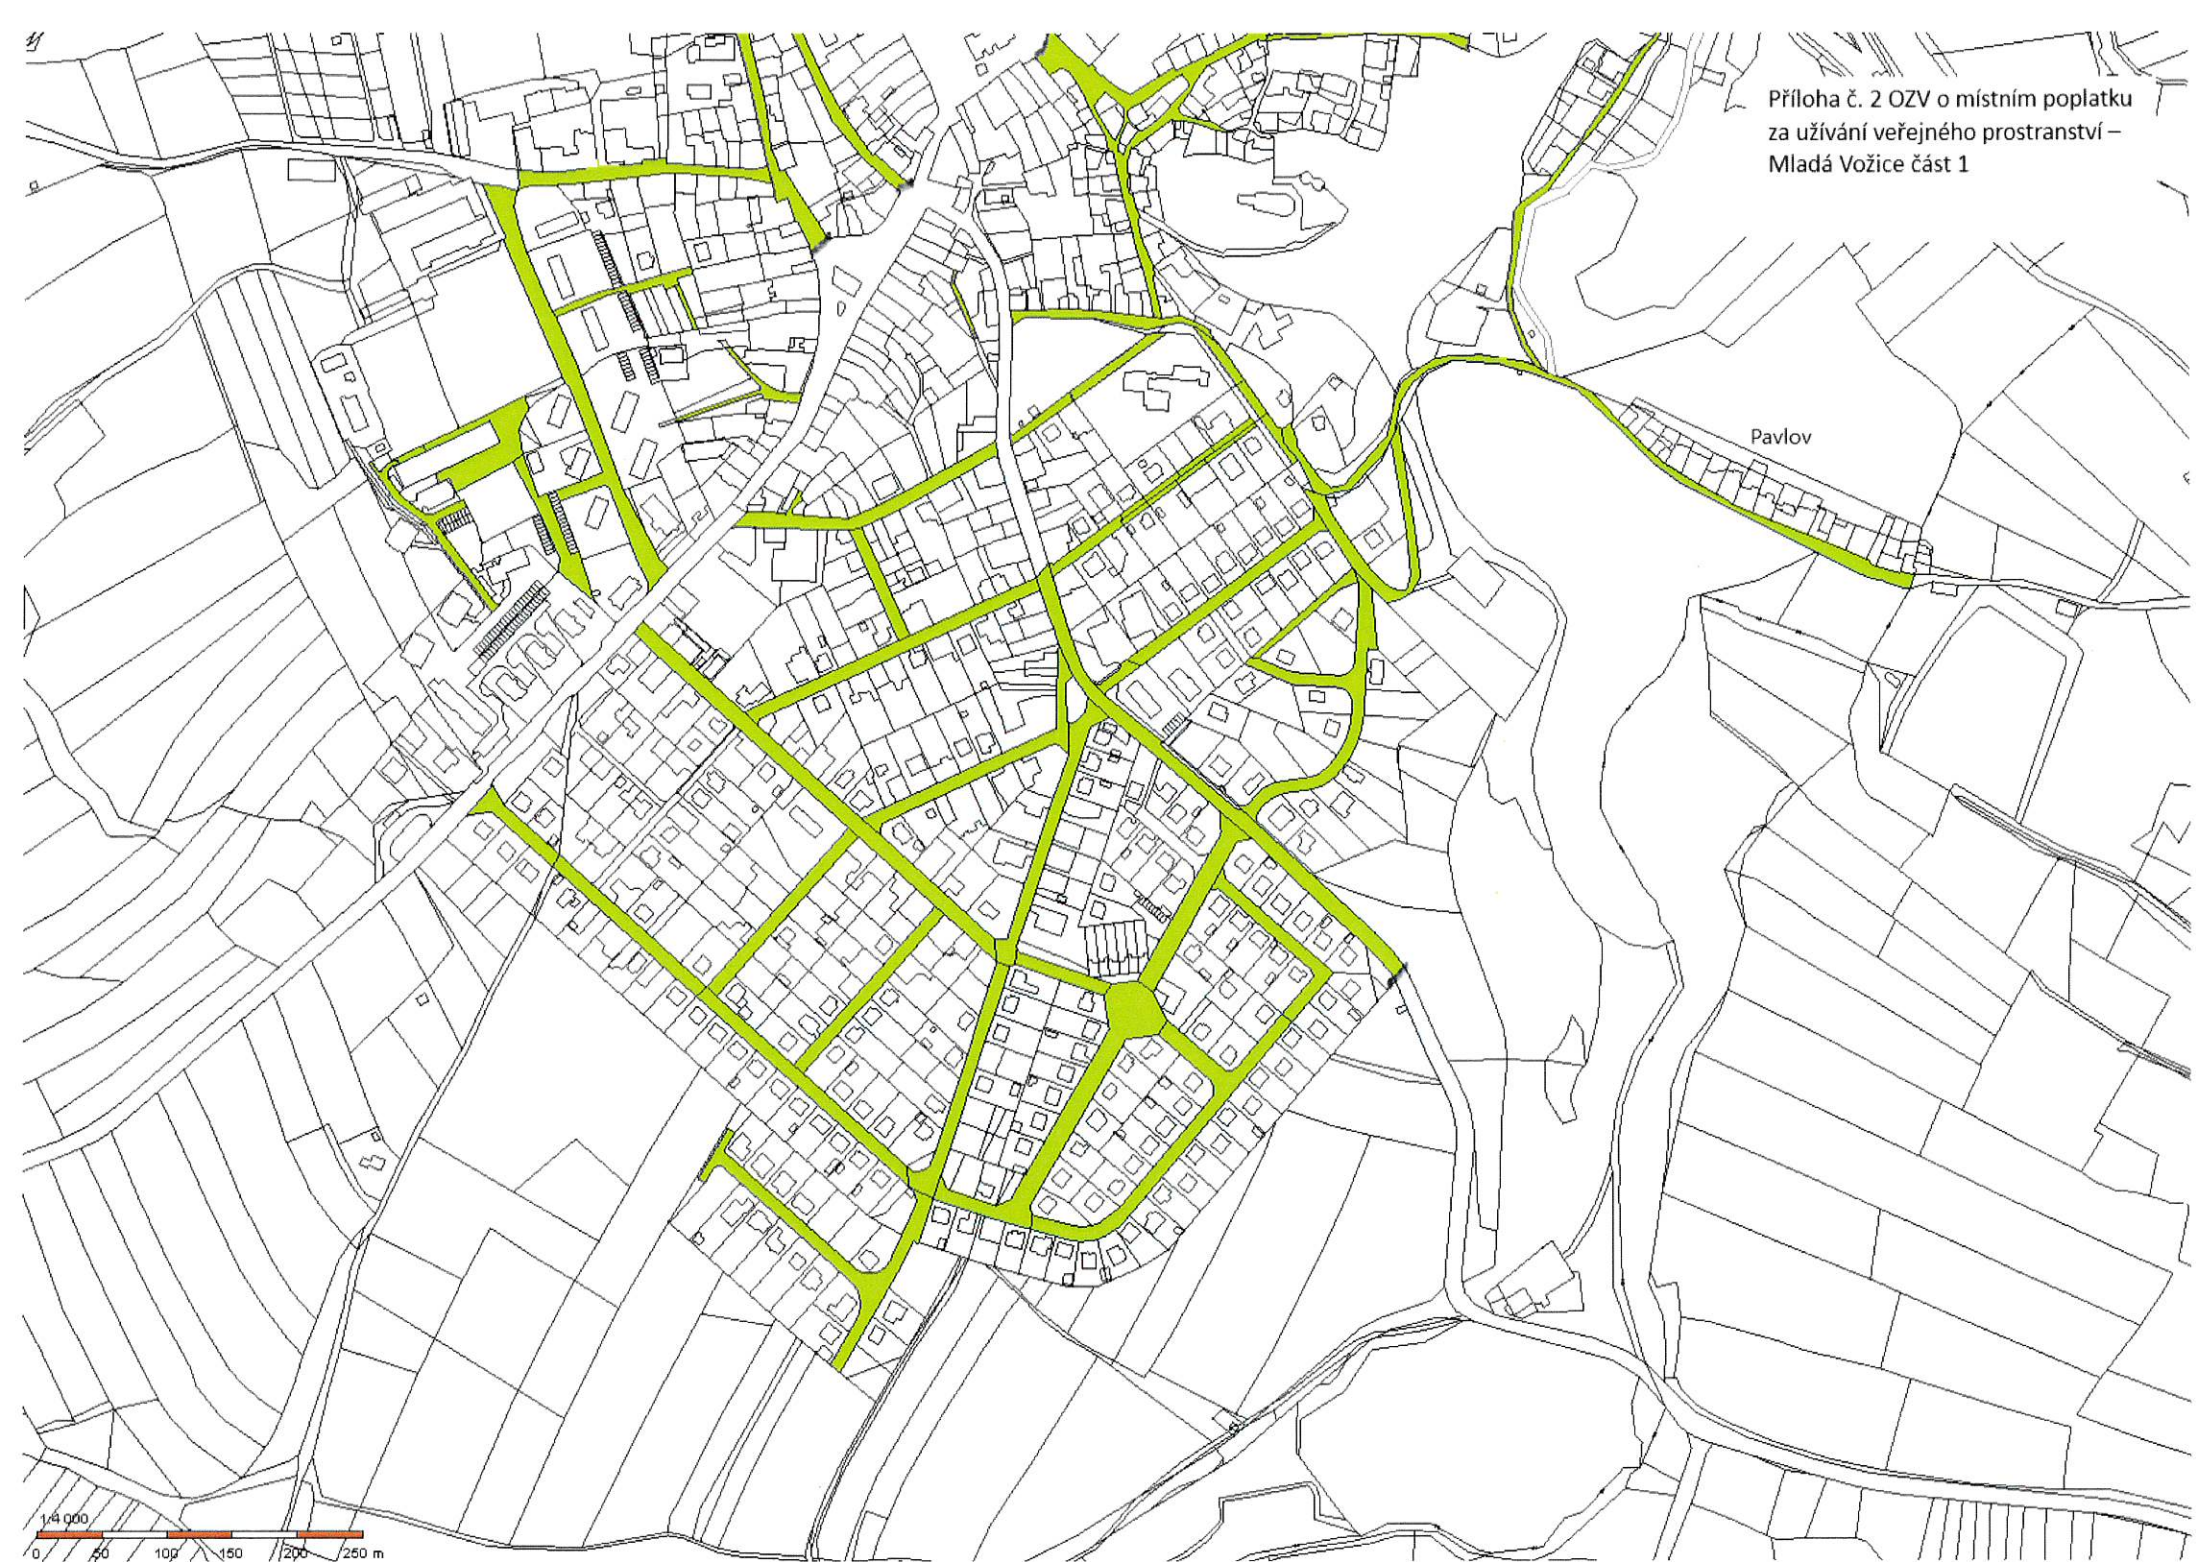 Příloha č. 2 OZV o místním poplatku
za užívání veřejného prostranství –
Mladá Vožice část 1
Pavlov
1:4 000
0 50 100 150 200 250 m